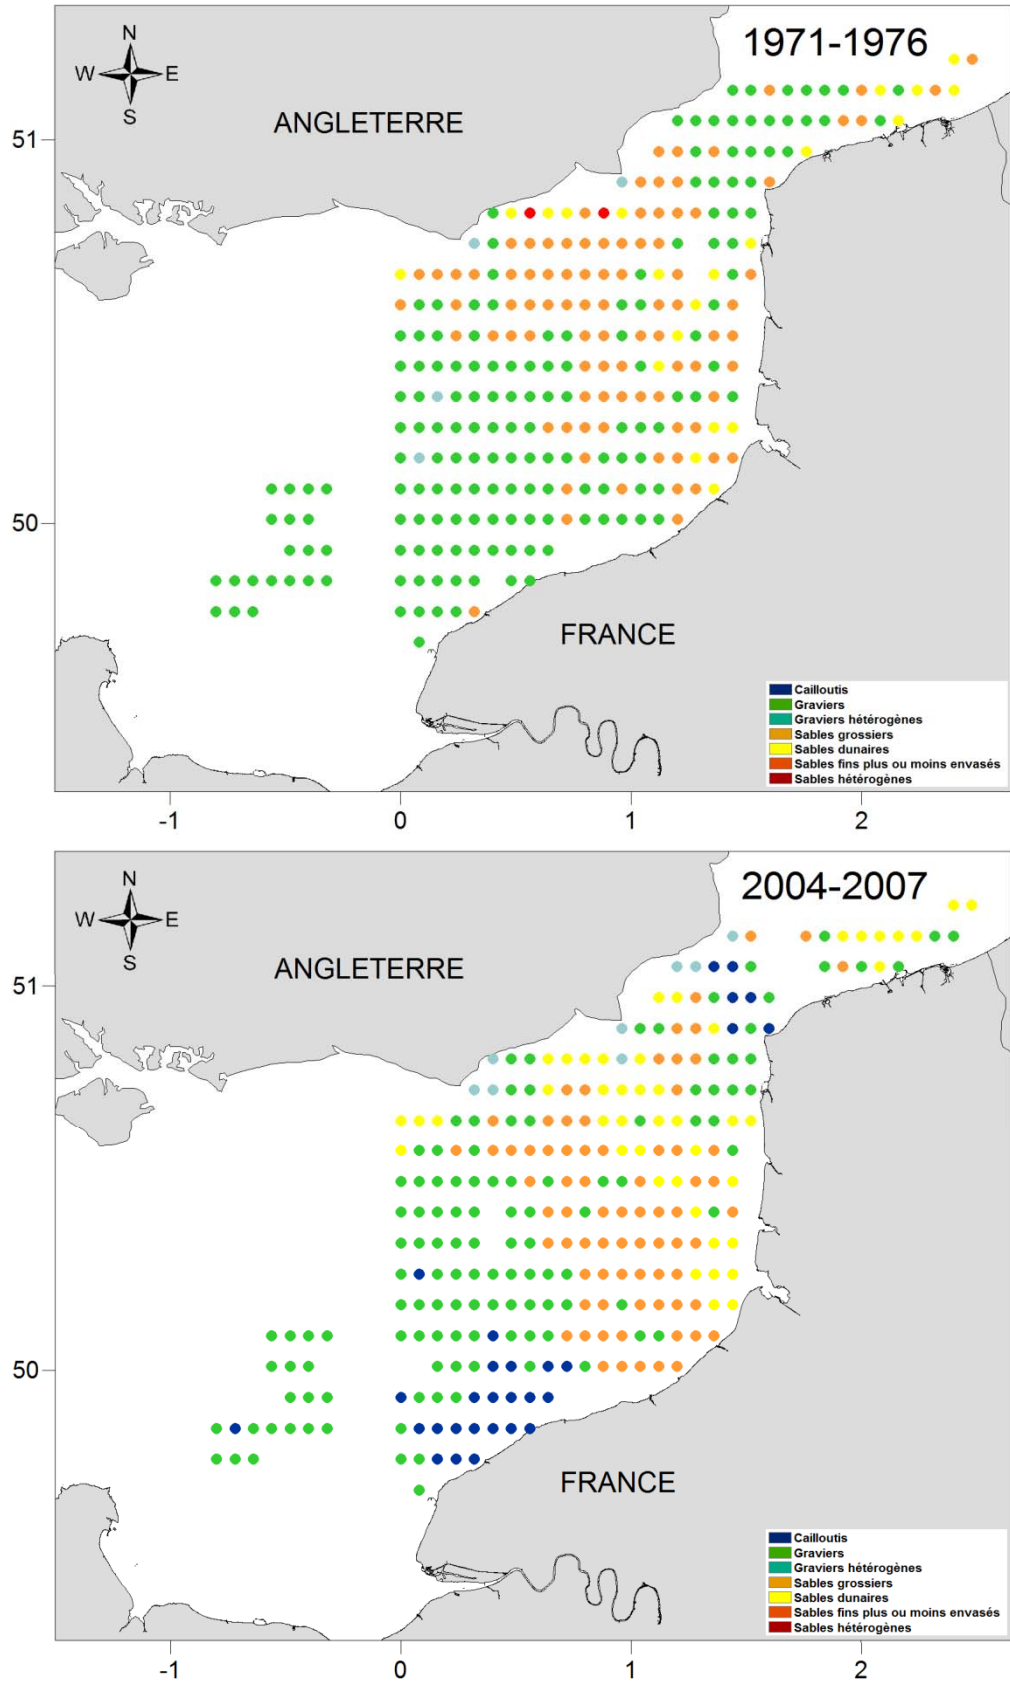 1971-1976
N
W E
S
ANGLETERRE
51
50
FRANCE
Cailloutis
Graviers
Graviers hétérogènes
Sables grossiers
Sables dunaires
Sables fins plus ou moins envasés
Sables hétérogènes
-1 0 1 2
2004-2007
N
W E
S
ANGLETERRE
51
50
FRANCE
Cailloutis
Graviers
Graviers hétérogènes
Sables grossiers
Sables dunaires
Sables fins plus ou moins envasés
Sables hétérogènes
-1 0 1 2